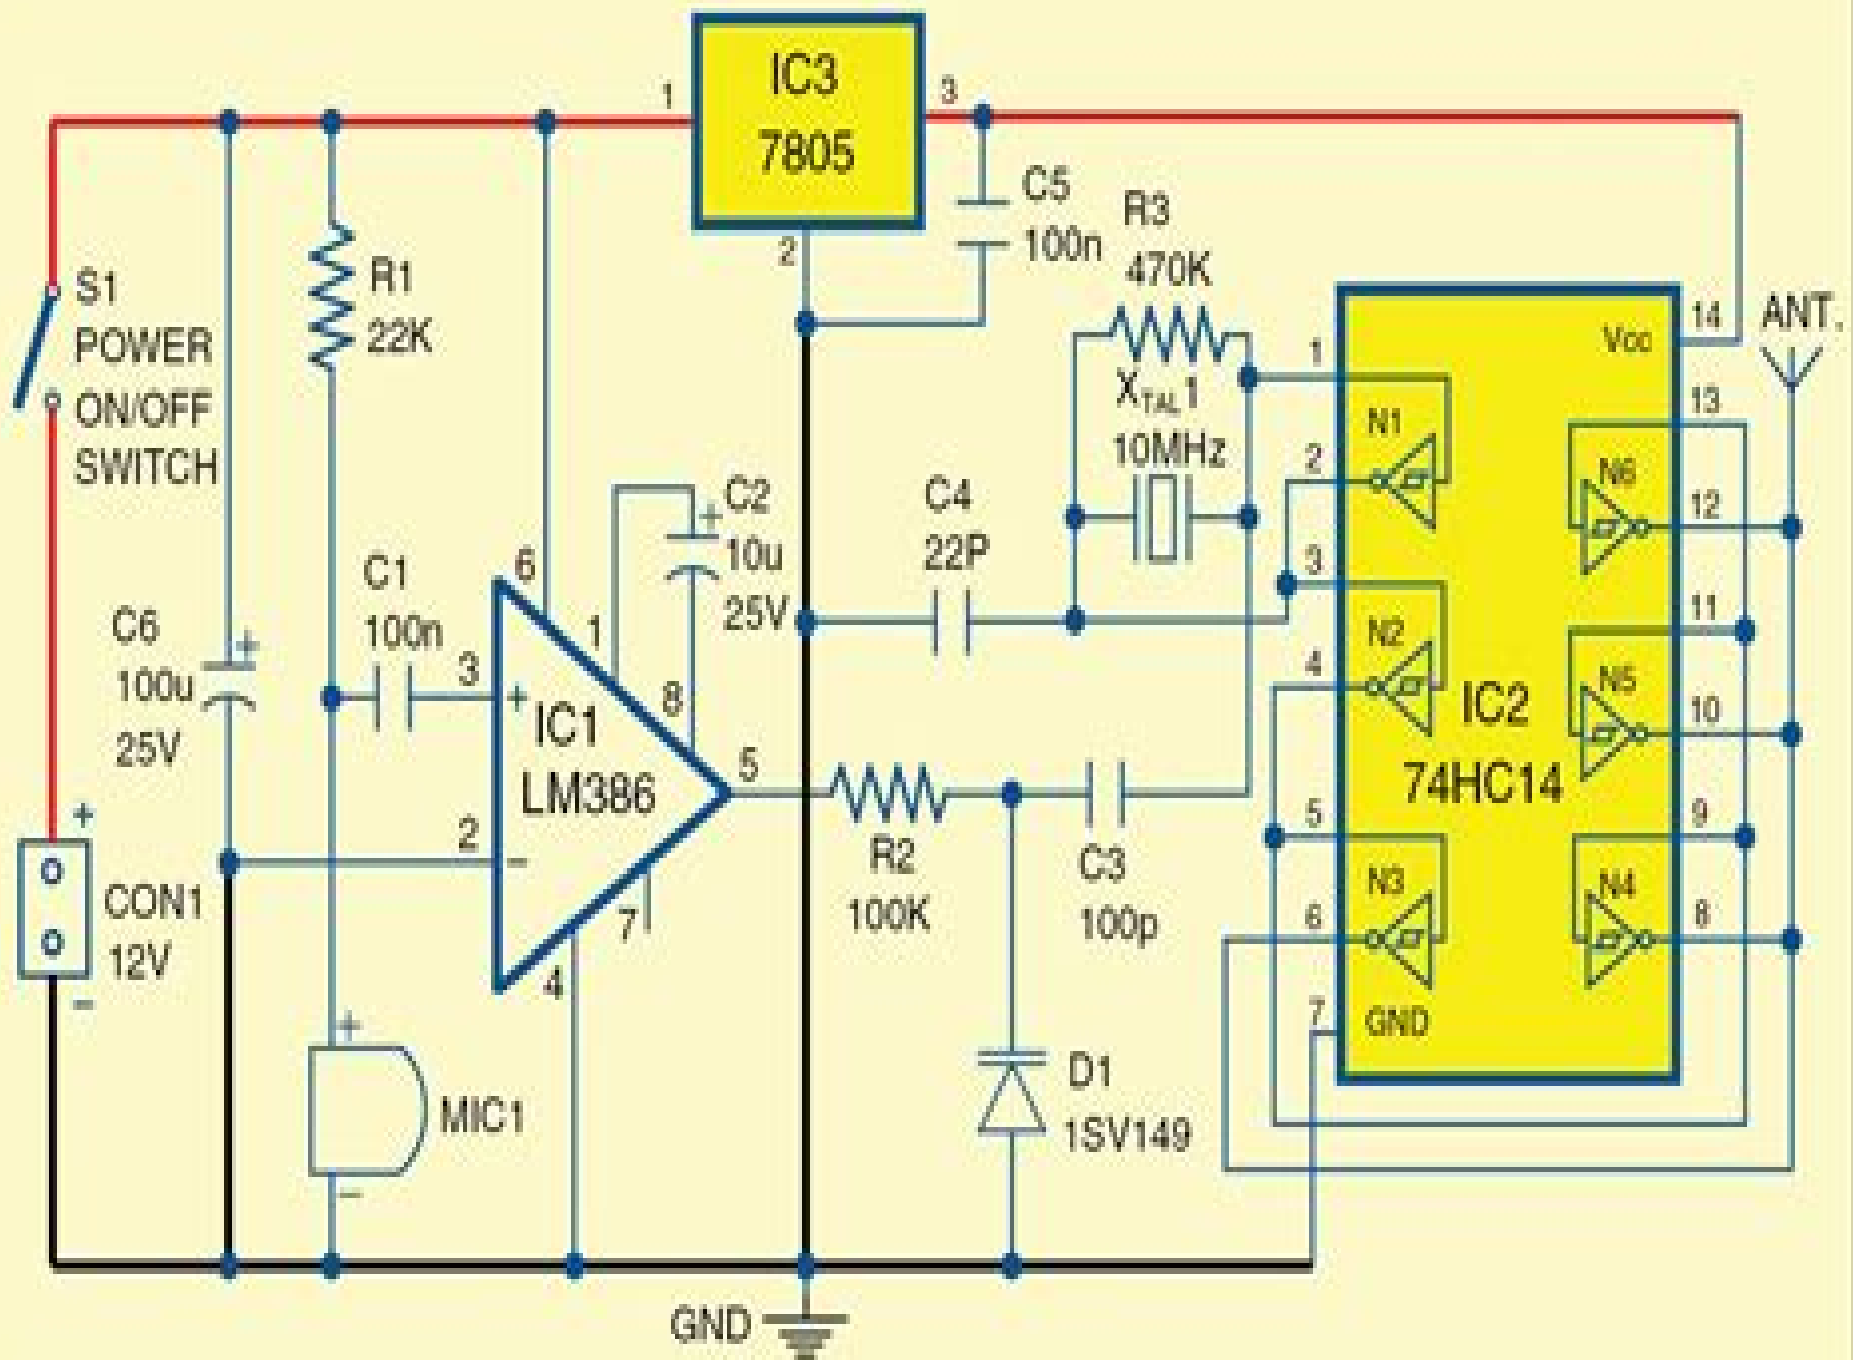 IC3
7805
1
3
2
C5
100n
R3
470K
S1
POWER
ON/OFF
SWITCH
R1
22K
XTAL1
10MHz
1
2
3
4
5
6
7
Vcc
14
ANT.
13
12
11
10
9
8
N1
N2
N3
N6
N5
N4
IC2
74HC14
GND
C4
22P
C2
+
10u
25V
C1
100n
C6
+
100u
25V
6
1
8
3
+
IC1
LM386
5
2
-
7
4
R2
100K
C3
100p
+
CON1
12V
-
+
MIC1
-
D1
1SV149
GND